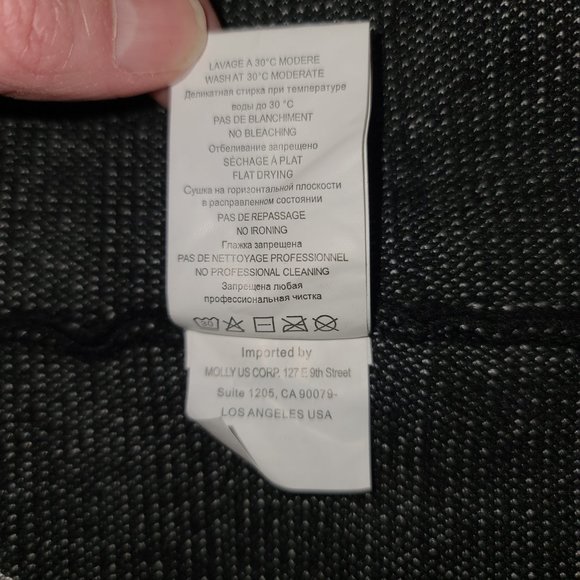 LAVAGE A 30°C MODERE
WASH AT 30°C MODERATE
Деликатная стирка при температуре
воды до 30 °C
PAS DE BLANCHIMENT
NO BLEACHING
Отбеливание запрещено
SÉCHAGE À PLAT
FLAT DRYING
Сушка на горизонтальной плоскости
в расправленном состоянии
PAS DE REPASSAGE
NO IRONING
Глажка запрещена
PAS DE NETTOYAGE PROFESSIONNEL
NO PROFESSIONAL CLEANING
Запрещена любая
профессиональная чистка
30
Imported by
MOLLY US CORP. 127 E 9th Street
Suite 1205, CA 90079-
LOS ANGELES USA